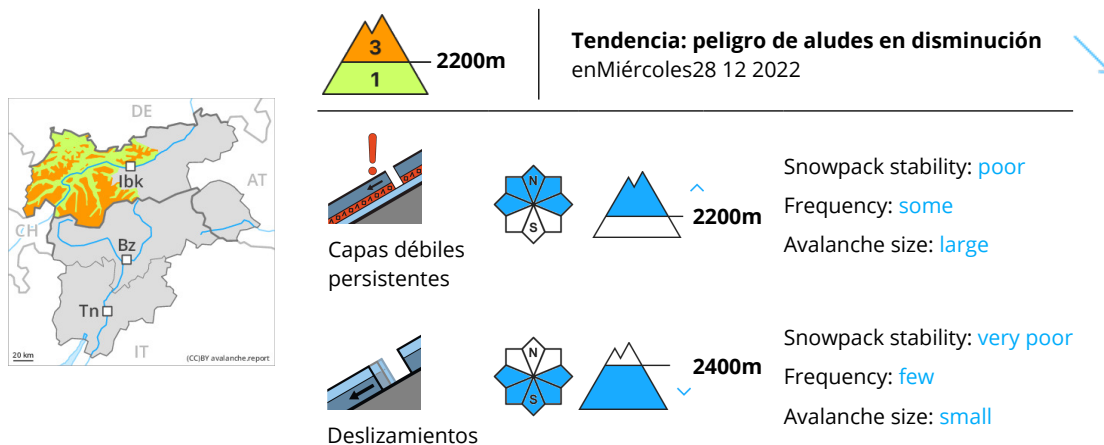 DE
AT
CH
IT
Ibk
Bz
Tn
20 km
(CC)BY avalanche.report
3
1
2200m
Tendencia: peligro de aludes en disminución
enMiércoles28 12 2022
Capas débiles
persistentes
N
S
2200m
Snowpack stability: poor
Frequency: some
Avalanche size: large
Deslizamientos
N
S
2400m
Snowpack stability: very poor
Frequency: few
Avalanche size: small